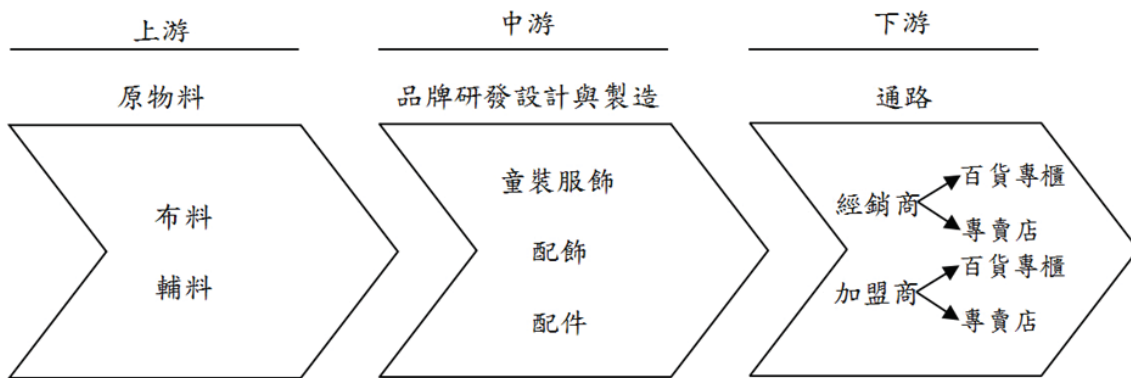 上游
中游
下游
原物料
品牌研發設計與製造
通路
布料
輔料
童裝服飾
配飾
配件
經銷商
百貨專櫃
專賣店
加盟商
百貨專櫃
專賣店